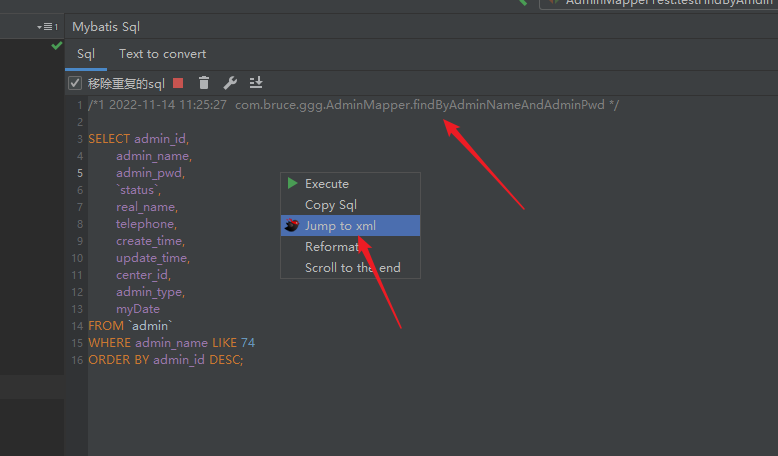 AdminMapperTest.testFindByAmdin
1
Mybatis Sql
Sql Text to convert
移除重复的sql
1 /*1 2022-11-14 11:25:27 com.bruce.ggg.AdminMapper.findByAdminNameAndAdminPwd */
2
3 SELECT admin_id,
4 admin_name,
5 admin_pwd,
6 `status`,
7 real_name,
8 telephone,
9 create_time,
10 update_time,
11 center_id,
12 admin_type,
13 myDate
14 FROM `admin`
15 WHERE admin_name LIKE 74
16 ORDER BY admin_id DESC;
Execute
Copy Sql
Jump to xml
Reformat
Scroll to the end